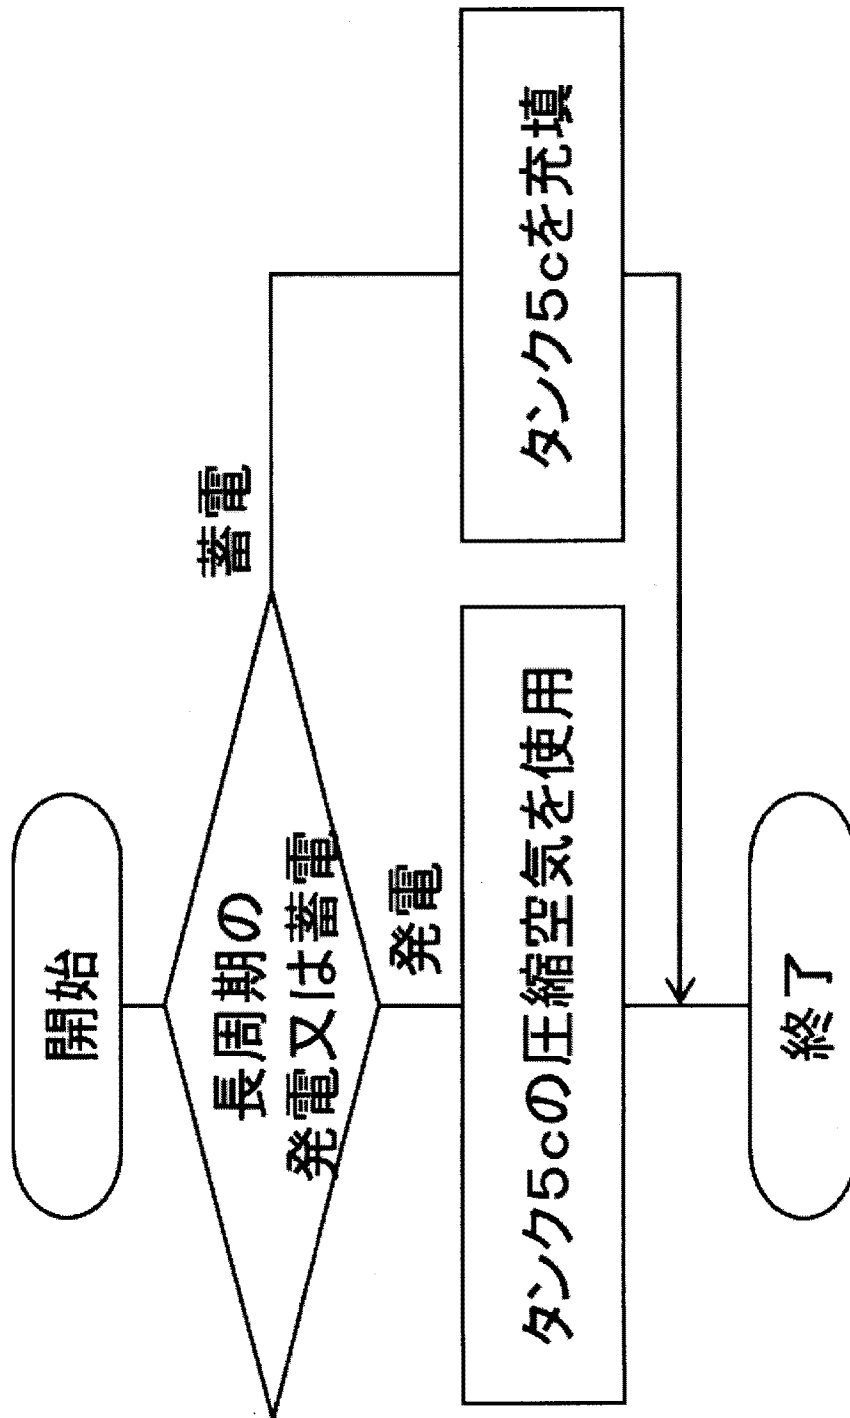 開始
長周期の
発電又は蓄電
蓄電
発電
タンク5cの圧縮空気を使用
タンク5cを充填
終了